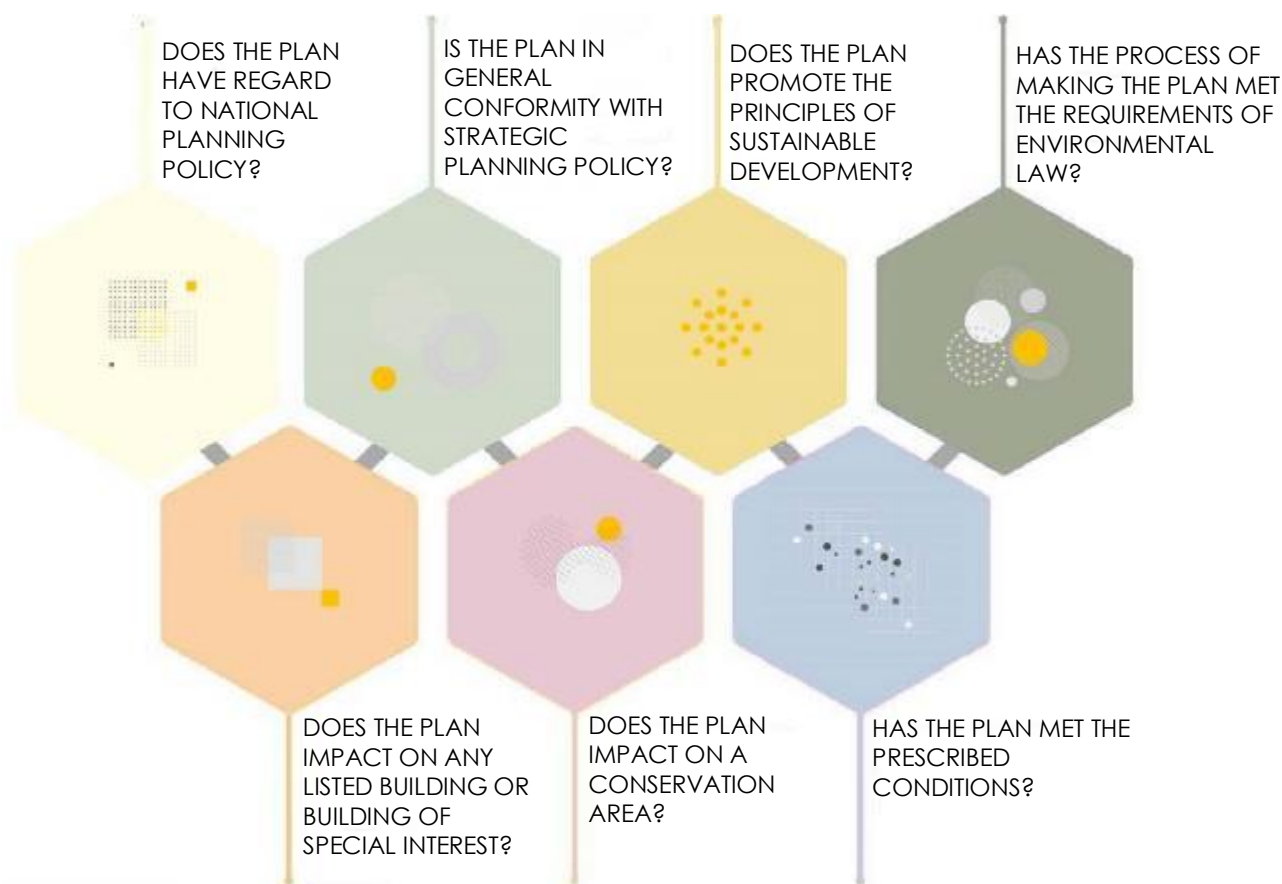 DOES THE PLAN
HAVE REGARD
TO NATIONAL
PLANNING
POLICY?
IS THE PLAN IN
GENERAL
CONFORMITY WITH
STRATEGIC
PLANNING POLICY?
DOES THE PLAN
PROMOTE THE
PRINCIPLES OF
SUSTAINABLE
DEVELOPMENT?
HAS THE PROCESS OF
MAKING THE PLAN MET
THE REQUIREMENTS OF
ENVIRONMENTAL
LAW?
DOES THE PLAN
IMPACT ON ANY
LISTED BUILDING OR
BUILDING OF
SPECIAL INTEREST?
DOES THE PLAN
IMPACT ON A
CONSERVATION
AREA?
HAS THE PLAN MET THE
PRESCRIBED
CONDITIONS?